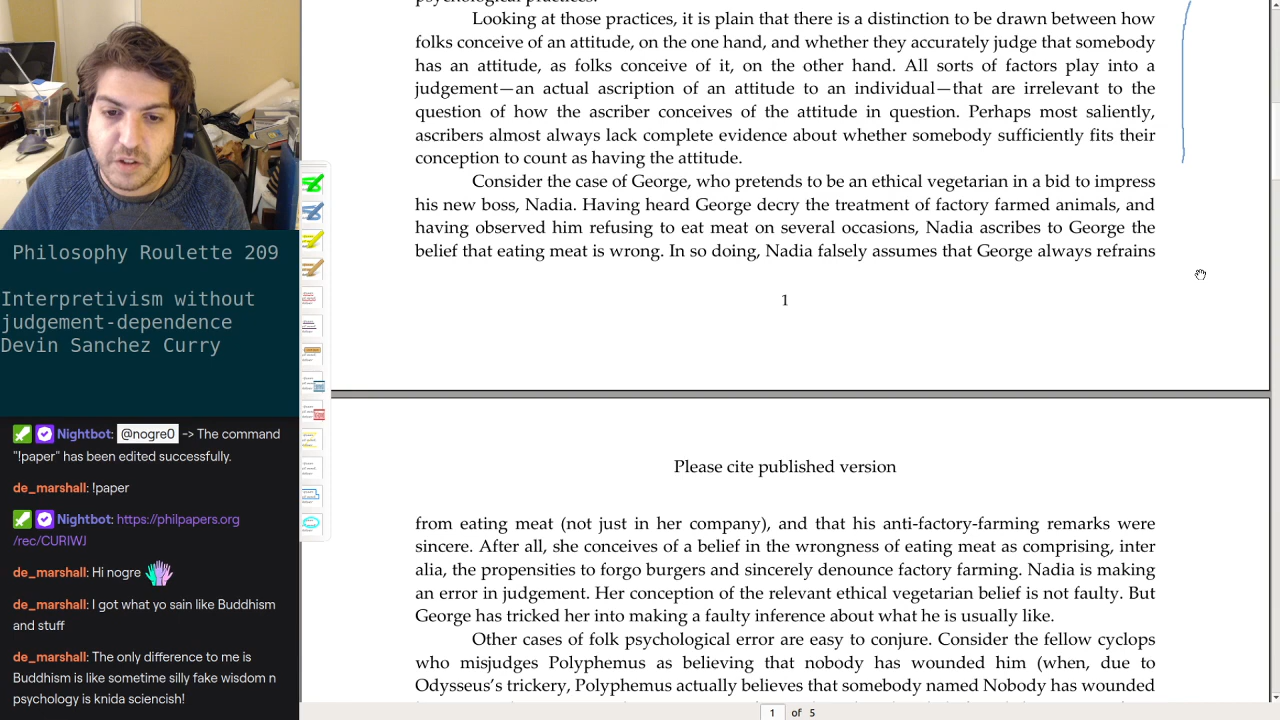 psychological practices.
Looking at those practices, it is plain that there is a distinction to be drawn between how
folks conceive of an attitude, on the one hand, and whether they accurately judge that somebody
has an attitude, as folks conceive of it, on the other hand. All sorts of factors play into a
judgement—an actual ascription of an attitude to an individual—that are irrelevant to the
question of how the ascriber conceives of the attitude in question. Perhaps most saliently,
ascribers almost always lack complete evidence about whether somebody sufficiently fits their
conception to count as having the attitude.
Consider the case of George, who pretends to be an ethical vegetarian in a bid to impress
his new boss, Nadia. Having heard George decry the treatment of factory farmed animals, and
having observed him refusing to eat meat on several occasions, Nadia ascribes to George the
belief that eating meat is wrong. In so doing, Nadia falsely assumes that George always refrains
1
Please cite published version
from eating meat (not just in her company), and that his anti-factory-farming remarks were
sincere. After all, she conceives of a belief in the wrongness of eating meat as comprising, inter
alia, the propensities to forgo burgers and sincerely denounce factory farming. Nadia is making
an error in judgement. Her conception of the relevant ethical vegetarian belief is not faulty. But
George has tricked her into making a faulty inference about what he is usually like.
Other cases of folk psychological error are easy to conjure. Consider the fellow cyclops
who misjudges Polyphemus as believing that nobody has wounded him (when, due to
Odysseus's trickery, Polyphemus actually believes that somebody named Nobody has wounded
1 of 5
Philosophy Roulette 209
Interpretivism without
judgement-dependence
Devin Sanchez Curry
Nightbot: @nogre0 -> The command
"!paper" has been edited successfully.
de_marshall: !paper
Nightbot: https://philpapers.org
/rec/CURIWJ
de_marshall: Hi nogre
de_marshall: I got what yo sain like Buddhism
and stuff
de_marshall: The only difference to me is
Buddhism is like sometime silly fake wisdom n
psychology is knida sciencish!